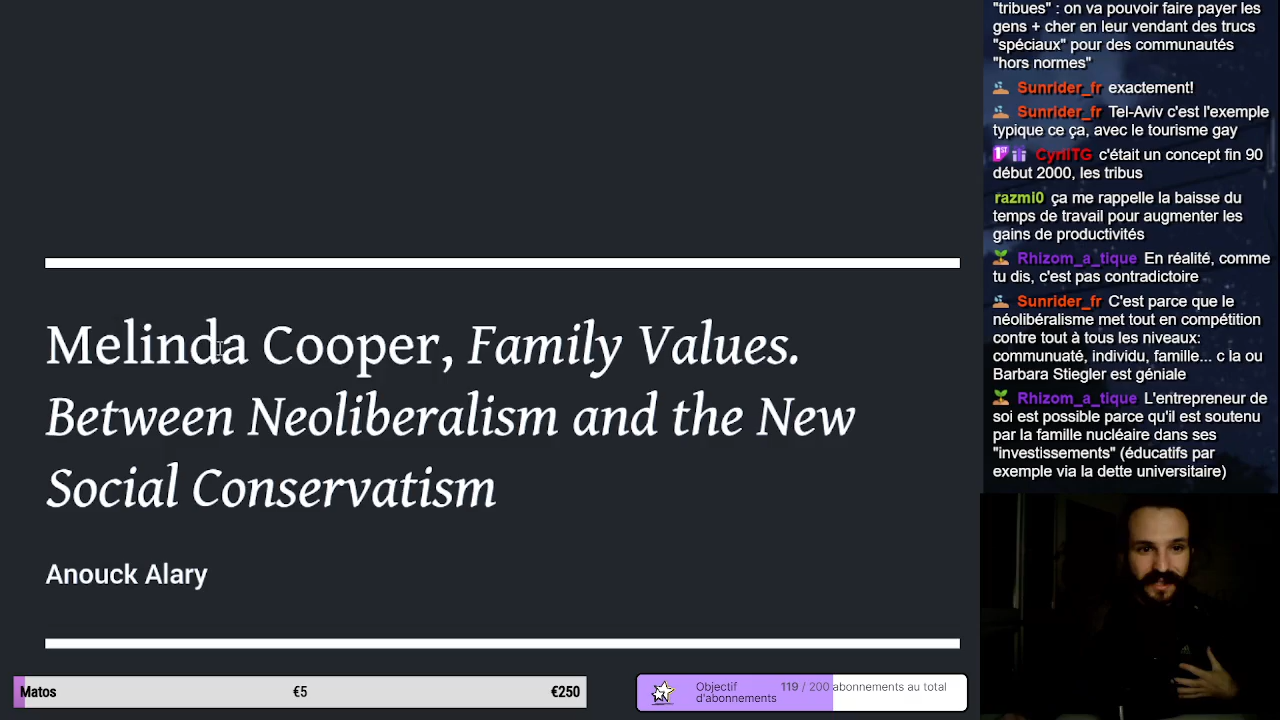 "tribues" : on va pouvoir faire payer les
gens + cher en leur vendant des trucs
"spéciaux" pour des communautés
"hors normes"
Sunrider_fr exactement!
Sunrider_fr Tel-Aviv c'est l'exemple
typique ce ça, avec le tourisme gay
1ST CyrilTG c'était un concept fin 90
début 2000, les tribus
razmi0 ça me rappelle la baisse du
temps de travail pour augmenter les
gains de productivités
Rhizom_a_tique En réalité, comme
tu dis, c'est pas contradictoire
Sunrider_fr C'est parce que le
néolibéralisme met tout en compétition
contre tout à tous les niveaux:
communuaté, individu, famille... c la ou
Barbara Stiegler est géniale
Rhizom_a_tique L'entrepreneur de
soi est possible parce qu'il est soutenu
par la famille nucléaire dans ses
"investissements" (éducatifs par
exemple via la dette universitaire)
Melinda Cooper, Family Values.
Between Neoliberalism and the New
Social Conservatism
Anouck Alary
Matos €5 €250
Objectif d'abonnements
119 / 200 abonnements au total